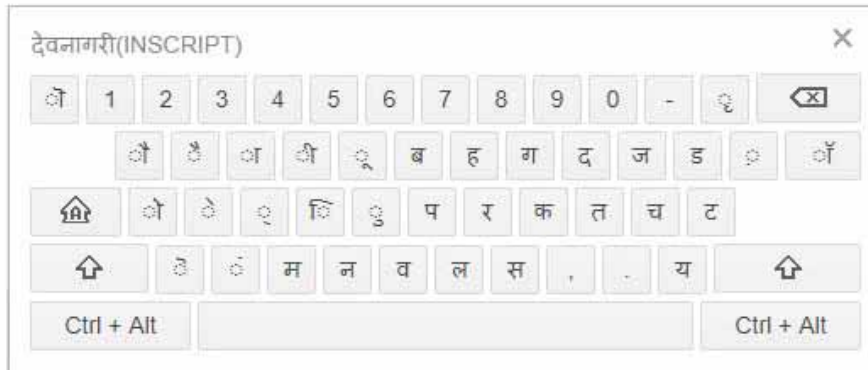 देवनागरी(INSCRIPT)
ॊ 1 2 3 4 5 6 7 8 9 0 - ृ
ौ ै ा ी ू ब ह ग द ज ड ़ ॉ
ो े ् ि ु प र क त च ट
ॆ ं म न व ल स , . य
Ctrl + Alt Ctrl + Alt